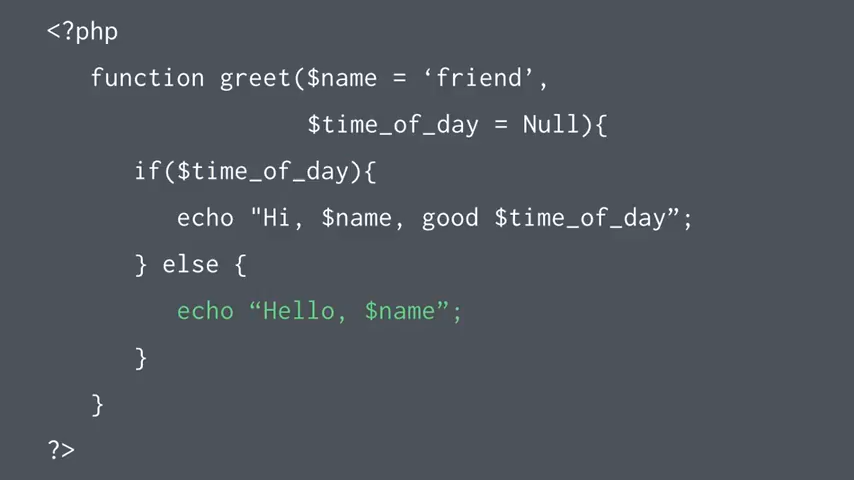 <?php
function greet($name = ‘friend’,
$time_of_day = Null){
if($time_of_day){
echo "Hi, $name, good $time_of_day”;
} else {
echo “Hello, $name”;
}
}
?>